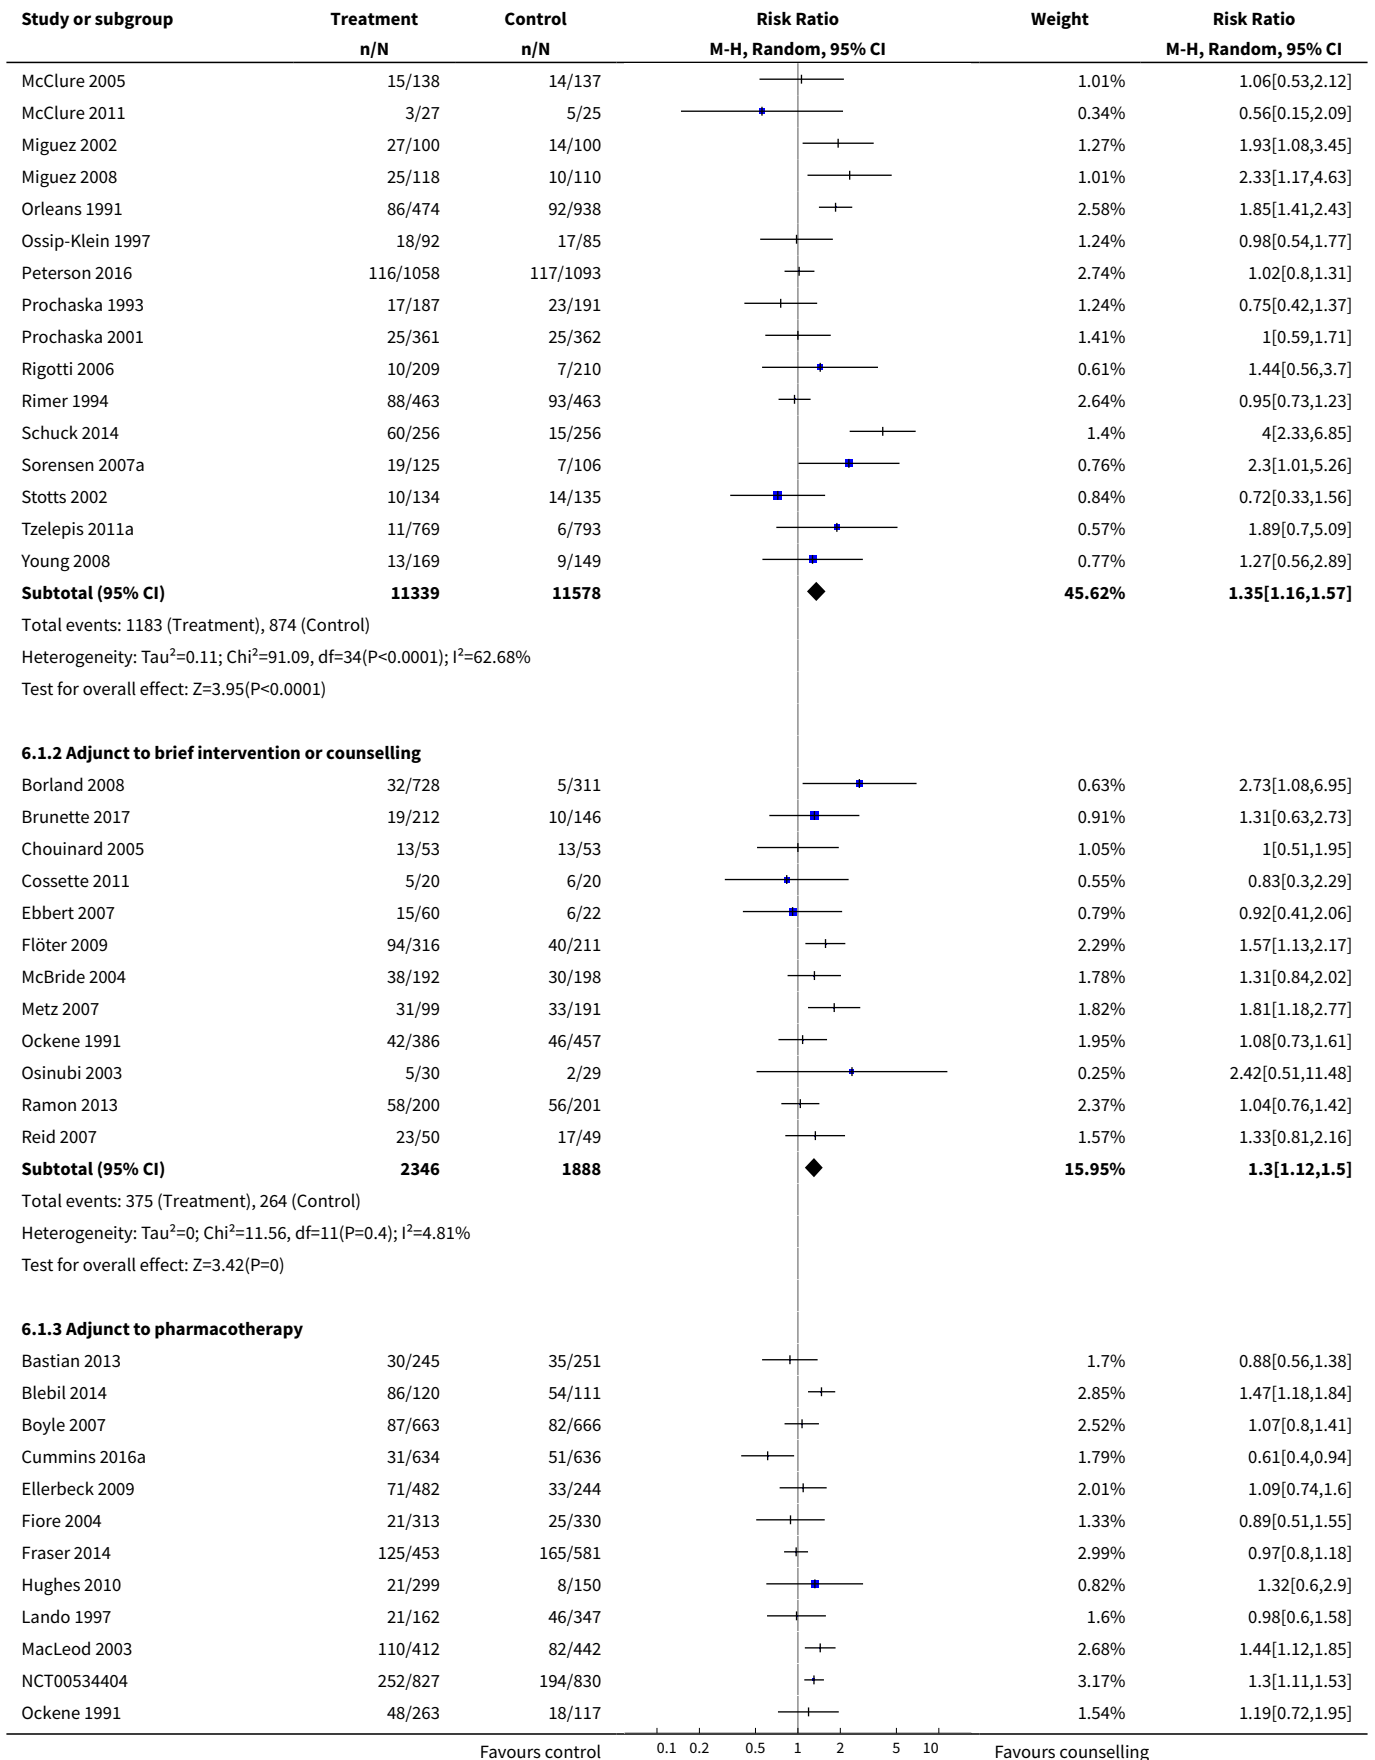 Study or subgroup Treatment Control Risk Ratio Weight Risk Ratio
n/N n/N M-H, Random, 95% CI M-H, Random, 95% CI
McClure 2005 15/138 14/137 1.01% 1.06[0.53,2.12]
McClure 2011 3/27 5/25 0.34% 0.56[0.15,2.09]
Miguez 2002 27/100 14/100 1.27% 1.93[1.08,3.45]
Miguez 2008 25/118 10/110 1.01% 2.33[1.17,4.63]
Orleans 1991 86/474 92/938 2.58% 1.85[1.41,2.43]
Ossip-Klein 1997 18/92 17/85 1.24% 0.98[0.54,1.77]
Peterson 2016 116/1058 117/1093 2.74% 1.02[0.8,1.31]
Prochaska 1993 17/187 23/191 1.24% 0.75[0.42,1.37]
Prochaska 2001 25/361 25/362 1.41% 1[0.59,1.71]
Rigotti 2006 10/209 7/210 0.61% 1.44[0.56,3.7]
Rimer 1994 88/463 93/463 2.64% 0.95[0.73,1.23]
Schuck 2014 60/256 15/256 1.4% 4[2.33,6.85]
Sorensen 2007a 19/125 7/106 0.76% 2.3[1.01,5.26]
Stotts 2002 10/134 14/135 0.84% 0.72[0.33,1.56]
Tzelepis 2011a 11/769 6/793 0.57% 1.89[0.7,5.09]
Young 2008 13/169 9/149 0.77% 1.27[0.56,2.89]
Subtotal (95% CI) 11339 11578 45.62% 1.35[1.16,1.57]
Total events: 1183 (Treatment), 874 (Control)
Heterogeneity: Tau²=0.11; Chi²=91.09, df=34(P<0.0001); I²=62.68%
Test for overall effect: Z=3.95(P<0.0001)
6.1.2 Adjunct to brief intervention or counselling
Borland 2008 32/728 5/311 0.63% 2.73[1.08,6.95]
Brunette 2017 19/212 10/146 0.91% 1.31[0.63,2.73]
Chouinard 2005 13/53 13/53 1.05% 1[0.51,1.95]
Cossette 2011 5/20 6/20 0.55% 0.83[0.3,2.29]
Ebbert 2007 15/60 6/22 0.79% 0.92[0.41,2.06]
Flöter 2009 94/316 40/211 2.29% 1.57[1.13,2.17]
McBride 2004 38/192 30/198 1.78% 1.31[0.84,2.02]
Metz 2007 31/99 33/191 1.82% 1.81[1.18,2.77]
Ockene 1991 42/386 46/457 1.95% 1.08[0.73,1.61]
Osinubi 2003 5/30 2/29 0.25% 2.42[0.51,11.48]
Ramon 2013 58/200 56/201 2.37% 1.04[0.76,1.42]
Reid 2007 23/50 17/49 1.57% 1.33[0.81,2.16]
Subtotal (95% CI) 2346 1888 15.95% 1.3[1.12,1.5]
Total events: 375 (Treatment), 264 (Control)
Heterogeneity: Tau²=0; Chi²=11.56, df=11(P=0.4); I²=4.81%
Test for overall effect: Z=3.42(P=0)
6.1.3 Adjunct to pharmacotherapy
Bastian 2013 30/245 35/251 1.7% 0.88[0.56,1.38]
Blebil 2014 86/120 54/111 2.85% 1.47[1.18,1.84]
Boyle 2007 87/663 82/666 2.52% 1.07[0.8,1.41]
Cummins 2016a 31/634 51/636 1.79% 0.61[0.4,0.94]
Ellerbeck 2009 71/482 33/244 2.01% 1.09[0.74,1.6]
Fiore 2004 21/313 25/330 1.33% 0.89[0.51,1.55]
Fraser 2014 125/453 165/581 2.99% 0.97[0.8,1.18]
Hughes 2010 21/299 8/150 0.82% 1.32[0.6,2.9]
Lando 1997 21/162 46/347 1.6% 0.98[0.6,1.58]
MacLeod 2003 110/412 82/442 2.68% 1.44[1.12,1.85]
NCT00534404 252/827 194/830 3.17% 1.3[1.11,1.53]
Ockene 1991 48/263 18/117 1.54% 1.19[0.72,1.95]
Favours control 0.1 0.2 0.5 1 2 5 10 Favours counselling